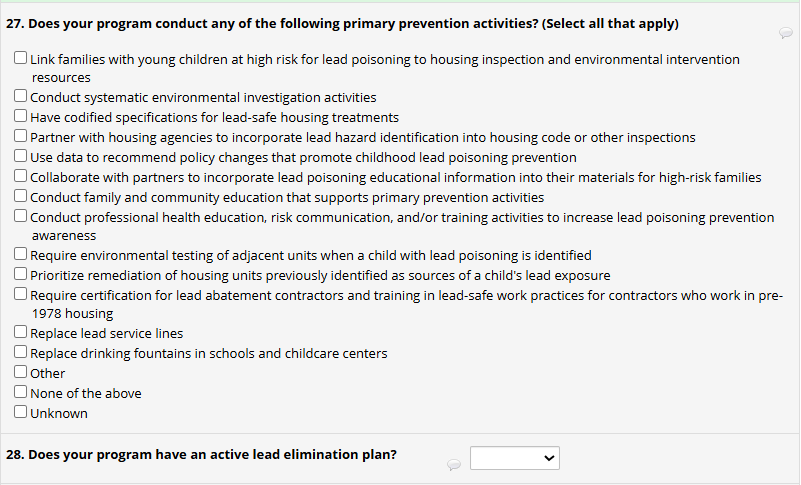 27. Does your program conduct any of the following primary prevention activities? (Select all that apply)
Link families with young children at high risk for lead poisoning to housing inspection and environmental intervention
resources
Conduct systematic environmental investigation activities
Have codified specifications for lead-safe housing treatments
Partner with housing agencies to incorporate lead hazard identification into housing code or other inspections
Use data to recommend policy changes that promote childhood lead poisoning prevention
Collaborate with partners to incorporate lead poisoning educational information into their materials for high-risk families
Conduct family and community education that supports primary prevention activities
Conduct professional health education, risk communication, and/or training activities to increase lead poisoning prevention
awareness
Require environmental testing of adjacent units when a child with lead poisoning is identified
Prioritize remediation of housing units previously identified as sources of a child's lead exposure
Require certification for lead abatement contractors and training in lead-safe work practices for contractors who work in pre-
1978 housing
Replace lead service lines
Replace drinking fountains in schools and childcare centers
Other
None of the above
Unknown
28. Does your program have an active lead elimination plan?